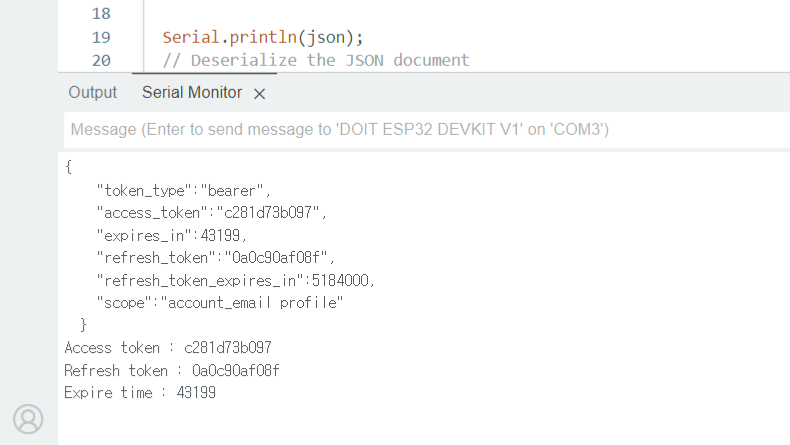 18
19 Serial.println(json);
20 // Deserialize the JSON document
Output Serial Monitor ×
Message (Enter to send message to 'DOIT ESP32 DEVKIT V1' on 'COM3')
{
"token_type":"bearer",
"access_token":"c281d73b097",
"expires_in":43199,
"refresh_token":"0a0c90af08f",
"refresh_token_expires_in":5184000,
"scope":"account_email profile"
}
Access token : c281d73b097
Refresh token : 0a0c90af08f
Expire time : 43199